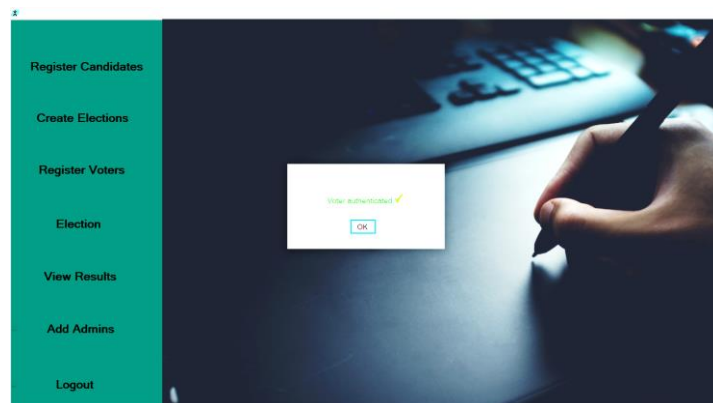 Register Candidates
Create Elections
Register Voters
Election
View Results
Add Admins
Logout
Voter Authenticated ✓
OK